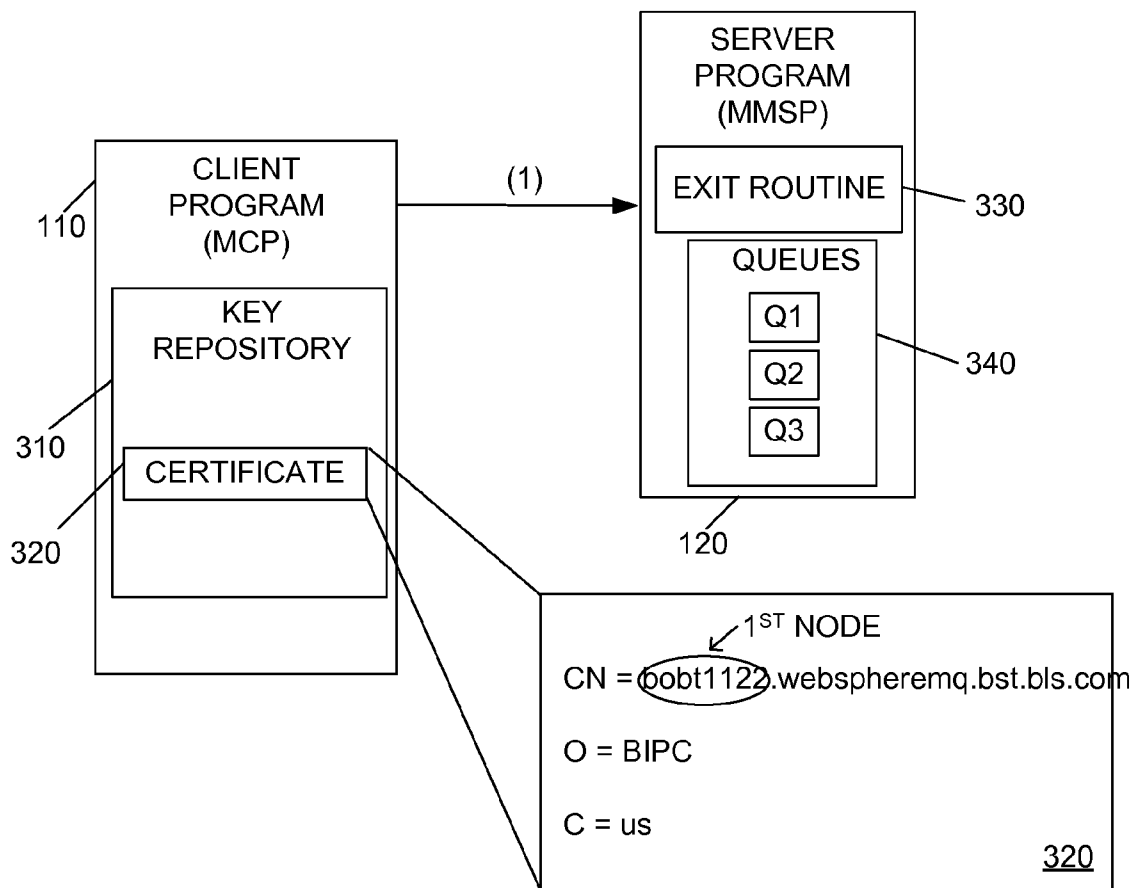 SERVER
PROGRAM
(MMSP)
EXIT ROUTINE
330
QUEUES
Q1
Q2
Q3
340
120
(1)
110
CLIENT
PROGRAM
(MCP)
KEY
REPOSITORY
310
CERTIFICATE
320
1ST NODE
CN = bobt1122.webspheremq.bst.bls.com
O = BIPC
C = us
320